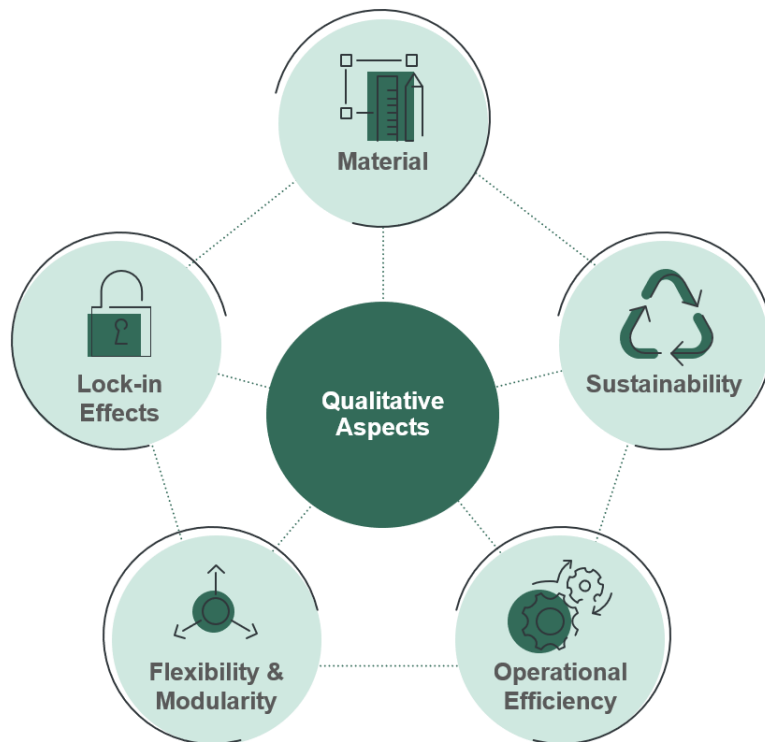 Material
Lock-in
Effects
Sustainability
Qualitative
Aspects
Flexibility &
Modularity
Operational
Efficiency